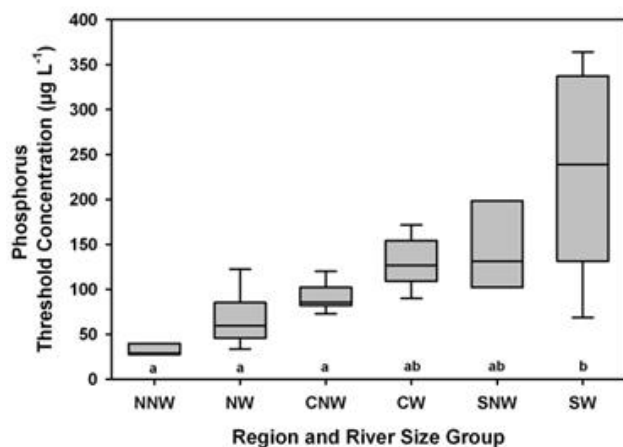 Phosphorus
Threshold Concentration (µg L⁻¹)
400
350
300
250
200
150
100
50
0
a a a ab ab b
NNW NW CNW CW SNW SW
Region and River Size Group